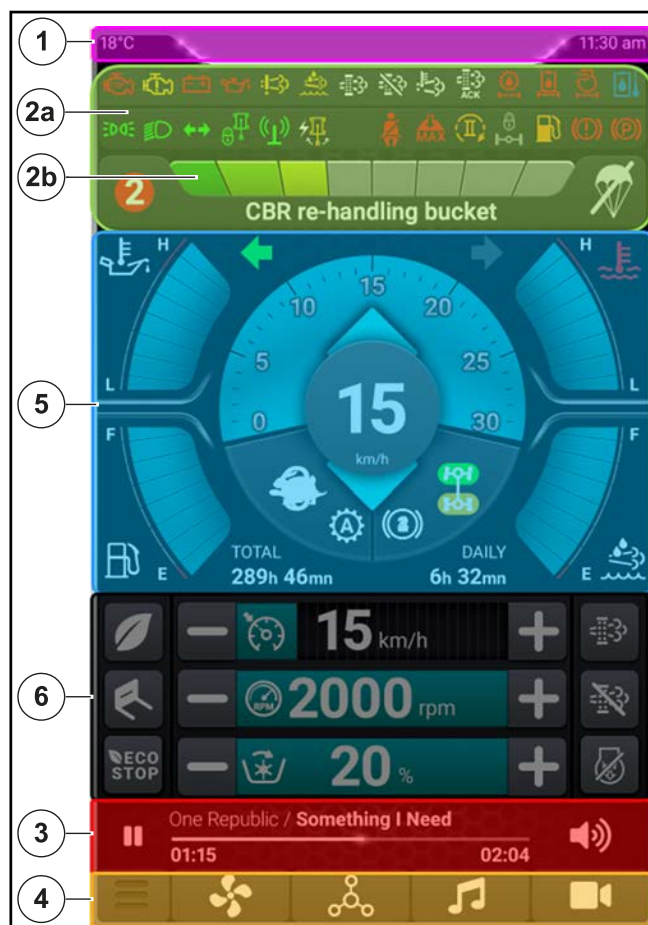 1
18°C 11:30 am
2a
ACK
MAX II P
2b
2
CBR re-handling bucket
H H
15
10 20
5 25
L L
5
0 15 30
F F
km/h
A 2
TOTAL DAILY
E 289h 46mn 6h 32mn E
15 km/h
6
RPM 2000 rpm
ECO
STOP
20 %
One Republic / Something I Need
3
01:15 02:04
4